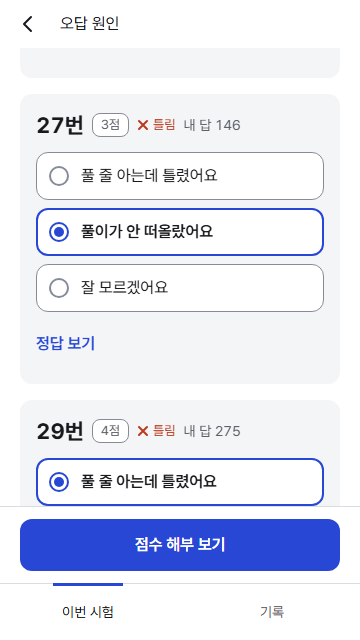 오답 원인
27번 3점 틀림 내 답 146
풀 줄 아는데 틀렸어요
풀이가 안 떠올랐어요
잘 모르겠어요
정답 보기
29번 4점 틀림 내 답 275
풀 줄 아는데 틀렸어요
점수 해부 보기
이번 시험 기록